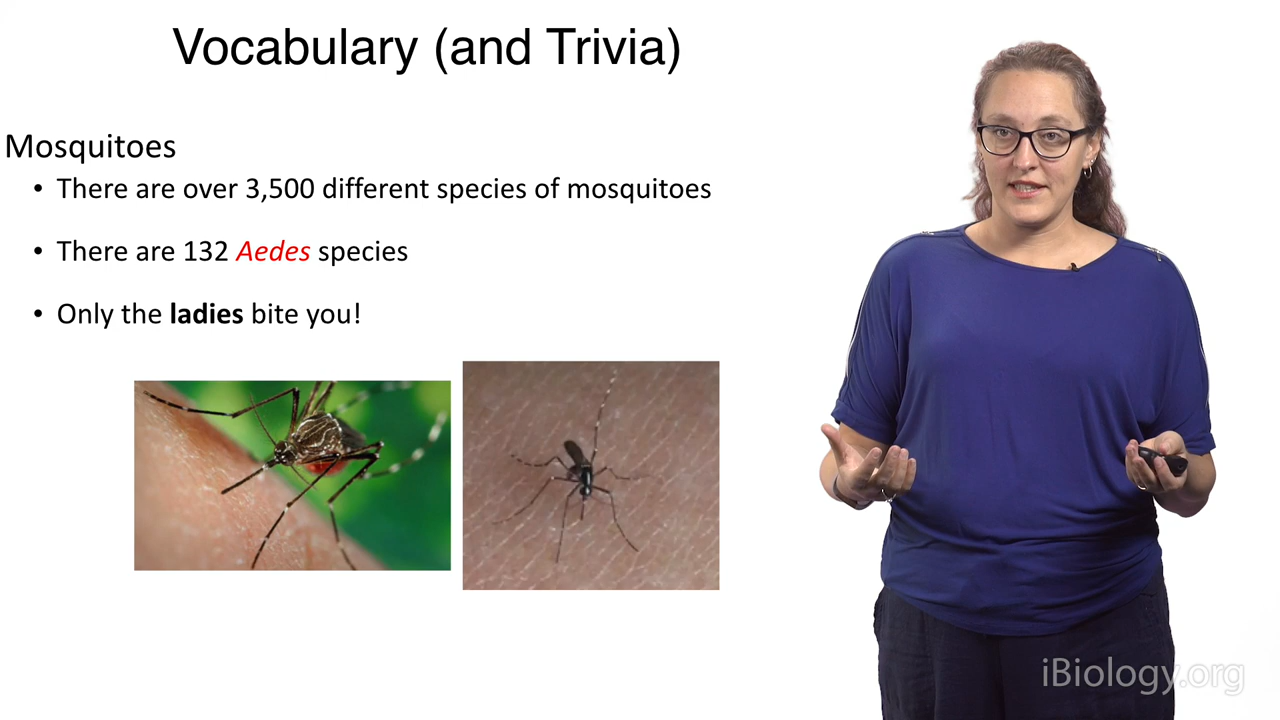 Vocabulary (and Trivia)
Mosquitoes
• There are over 3,500 different species of mosquitoes
• There are 132 Aedes species
• Only the ladies bite you!
iBiology.org